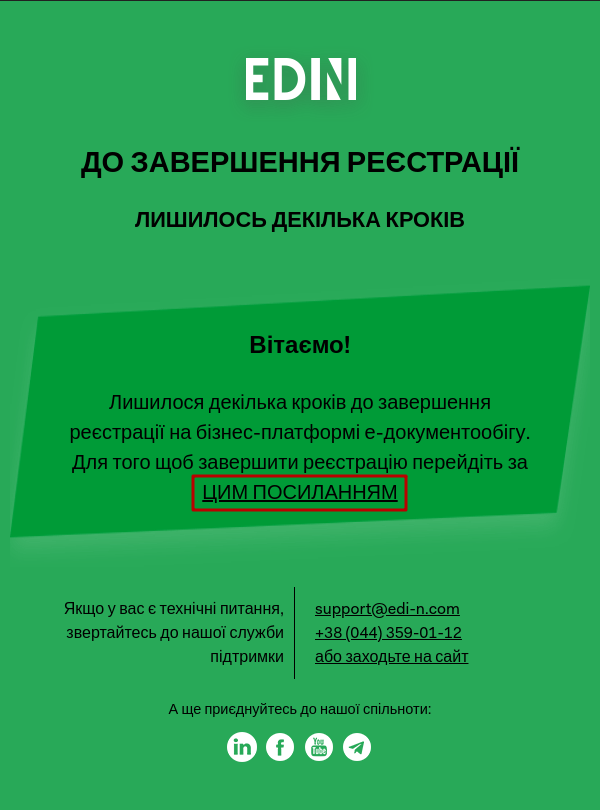 EDIN
ДО ЗАВЕРШЕННЯ РЕЄСТРАЦІЇ
ЛИШИЛОСЬ ДЕКІЛЬКА КРОКІВ
Вітаємо!
Лишилося декілька кроків до завершення
реєстрації на бізнес-платформі е-документообігу.
Для того щоб завершити реєстрацію перейдіть за
ЦИМ ПОСИЛАННЯМ
Якщо у вас є технічні питання,
звертайтесь до нашої служби
підтримки
support@edi-n.com
+38 (044) 359-01-12
або заходьте на сайт
А ще приєднуйтесь до нашої спільноти:
in f You Tube